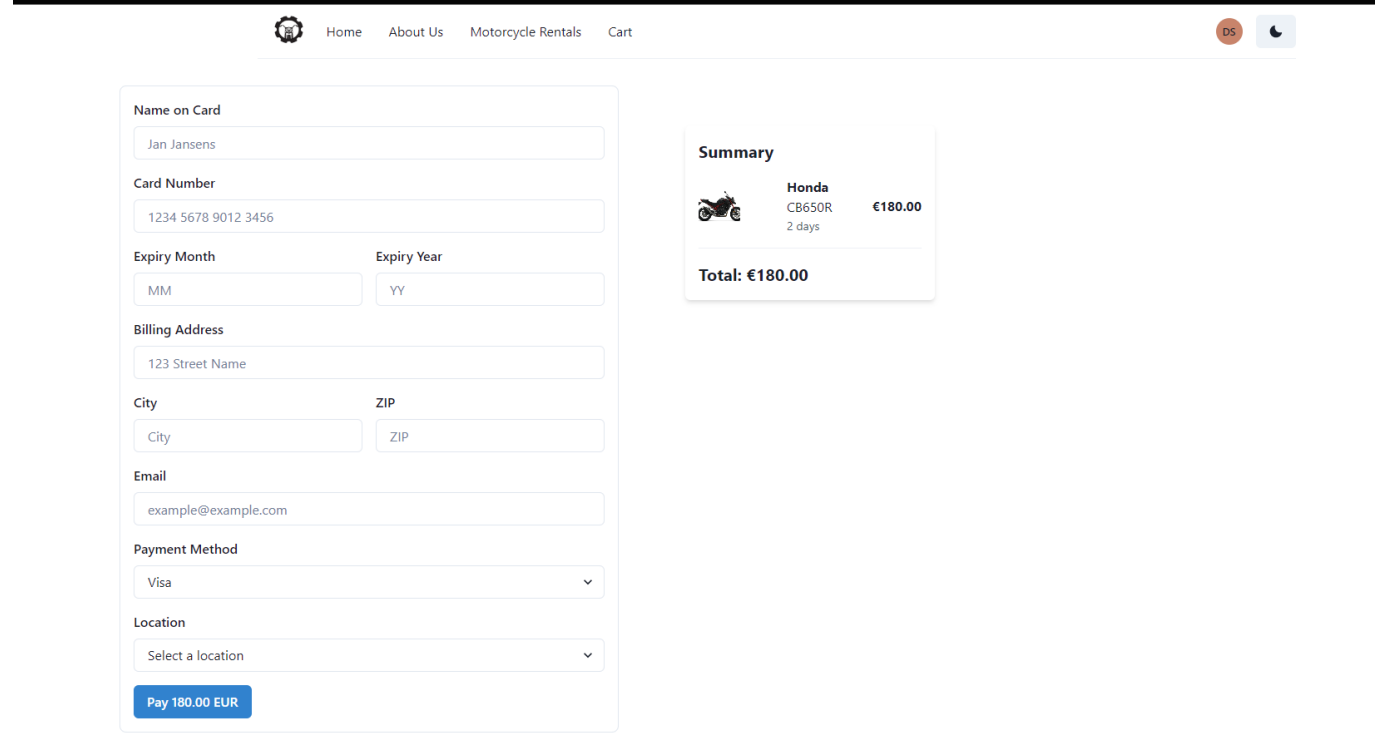 Home About Us Motorcycle Rentals Cart DS
Name on Card
Jan Jansens
Card Number
1234 5678 9012 3456
Expiry Month Expiry Year
MM YY
Billing Address
123 Street Name
City ZIP
City ZIP
Email
example@example.com
Payment Method
Visa
Location
Select a location
Pay 180.00 EUR
Summary
Honda
CB650R €180.00
2 days
Total: €180.00